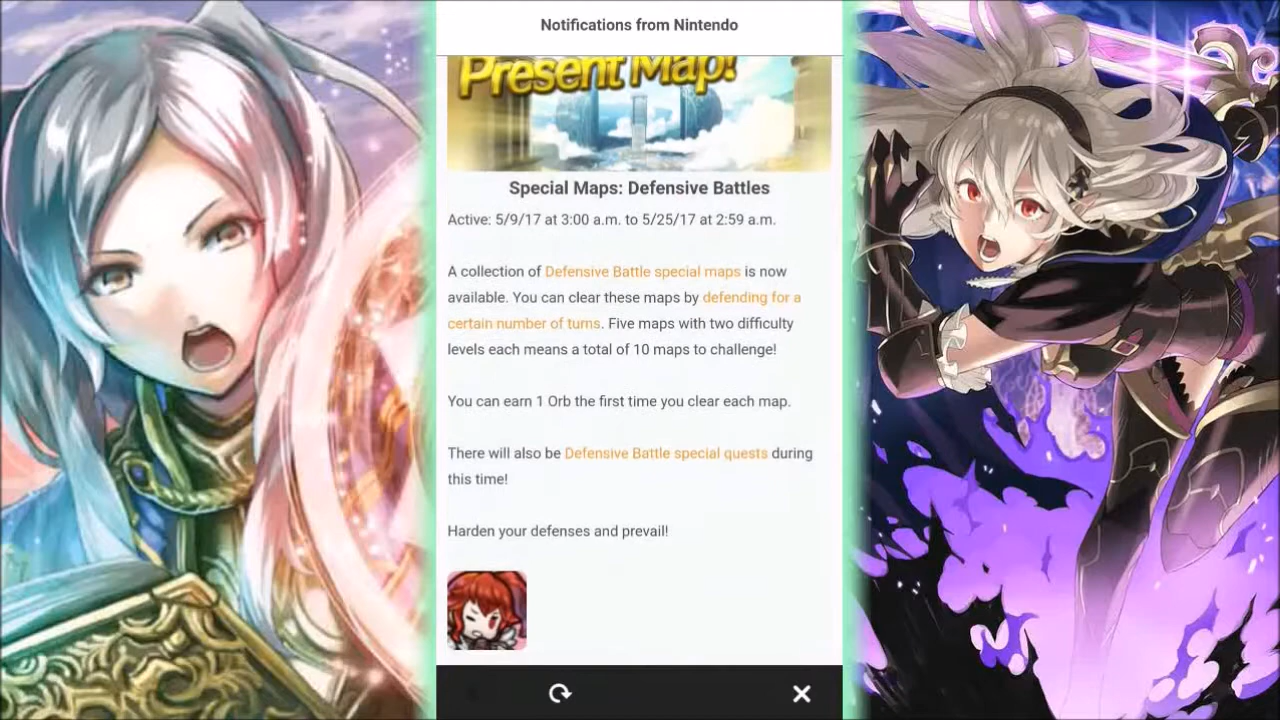 Notifications from Nintendo
Present Map!
Special Maps: Defensive Battles
Active: 5/9/17 at 3:00 a.m. to 5/25/17 at 2:59 a.m.
A collection of Defensive Battle special maps is now
available. You can clear these maps by defending for a
certain number of turns. Five maps with two difficulty
levels each means a total of 10 maps to challenge!
You can earn 1 Orb the first time you clear each map.
There will also be Defensive Battle special quests during
this time!
Harden your defenses and prevail!